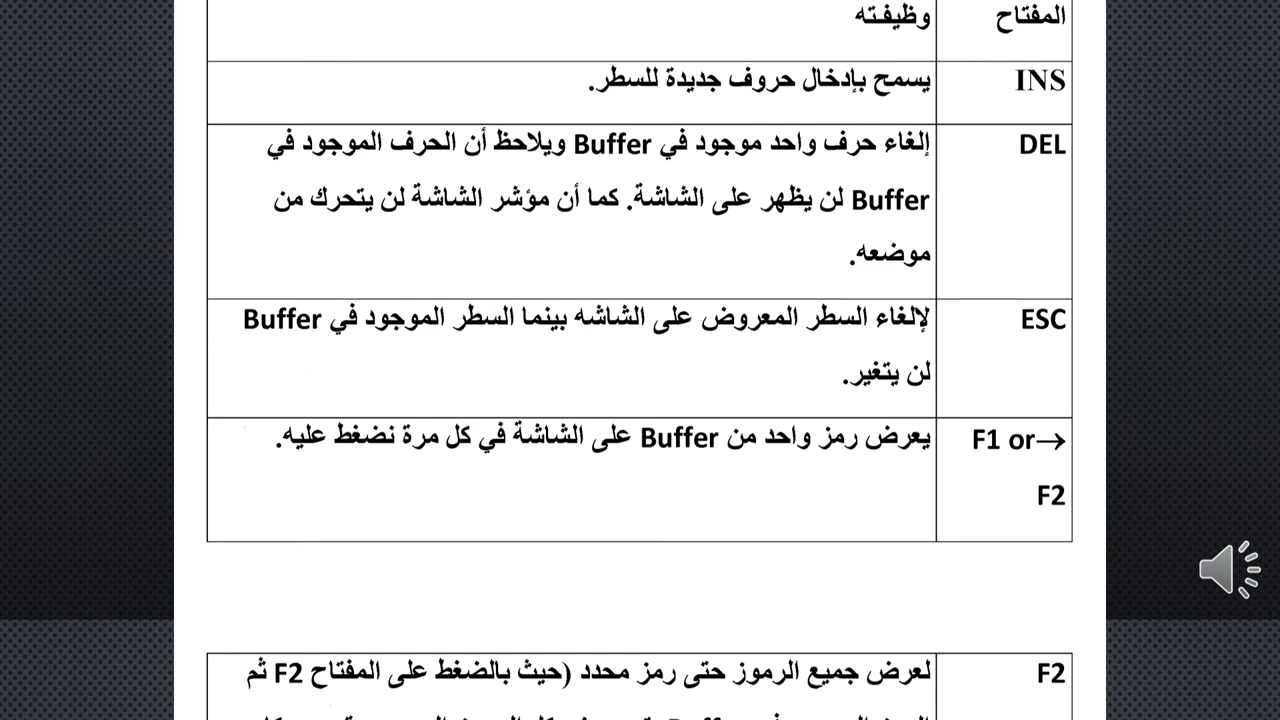 المفتاح
وظيفته
INS
يسمح بإدخال حروف جديدة للسطر.
DEL
إلغاء حرف واحد موجود في Buffer ويلاحظ أن الحرف الموجود في
Buffer لن يظهر على الشاشة. كما أن مؤشر الشاشة لن يتحرك من
موضعه.
ESC
لإلغاء السطر المعروض على الشاشه بينما السطر الموجود في Buffer
لن يتغير.
F1 or→
F2
يعرض رمز واحد من Buffer على الشاشة في كل مرة نضغط عليه.
F2
لعرض جميع الرموز حتى رمز محدد (حيث بالضغط على المفتاح F2 ثم